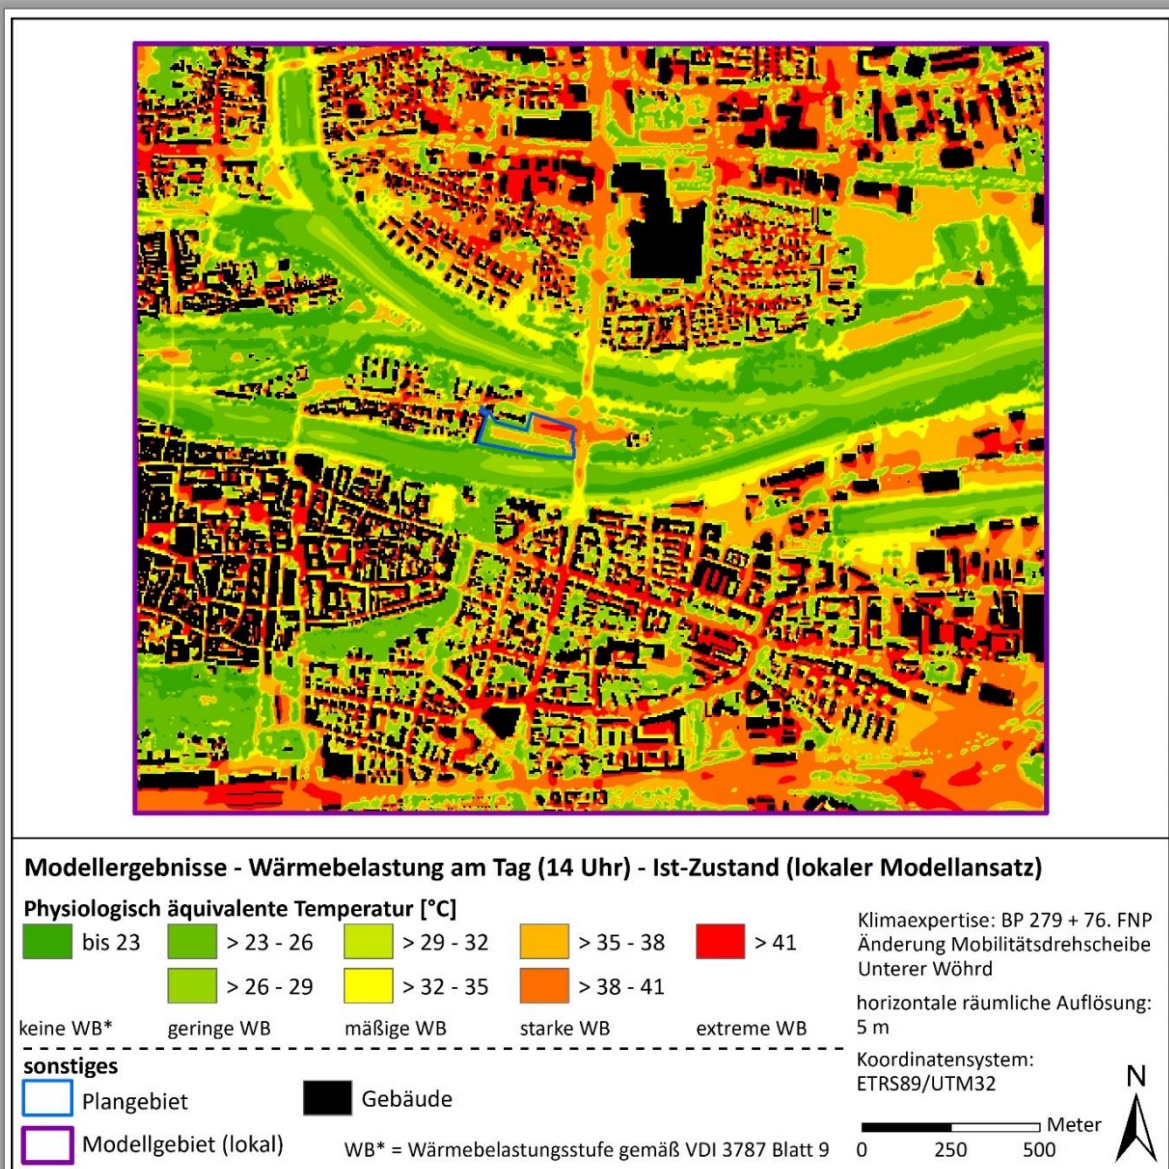 Modellergebnisse - Wärmebelastung am Tag (14 Uhr) - Ist-Zustand (lokaler Modellansatz)
Physiologisch äquivalente Temperatur [°C]
bis 23
> 23 - 26
> 29 - 32
> 35 - 38
> 41
> 26 - 29
> 32 - 35
> 38 - 41
keine WB*
geringe WB
mäßige WB
starke WB
extreme WB
sonstiges
Plangebiet
Gebäude
Modellgebiet (lokal)
WB* = Wärmebelastungsstufe gemäß VDI 3787 Blatt 9
Klimaexpertise: BP 279 + 76. FNP
Änderung Mobilitätsdrehscheibe
Unterer Wöhrd
horizontale räumliche Auflösung:
5 m
Koordinatensystem:
ETRS89/UTM32
N
Meter
0 250 500